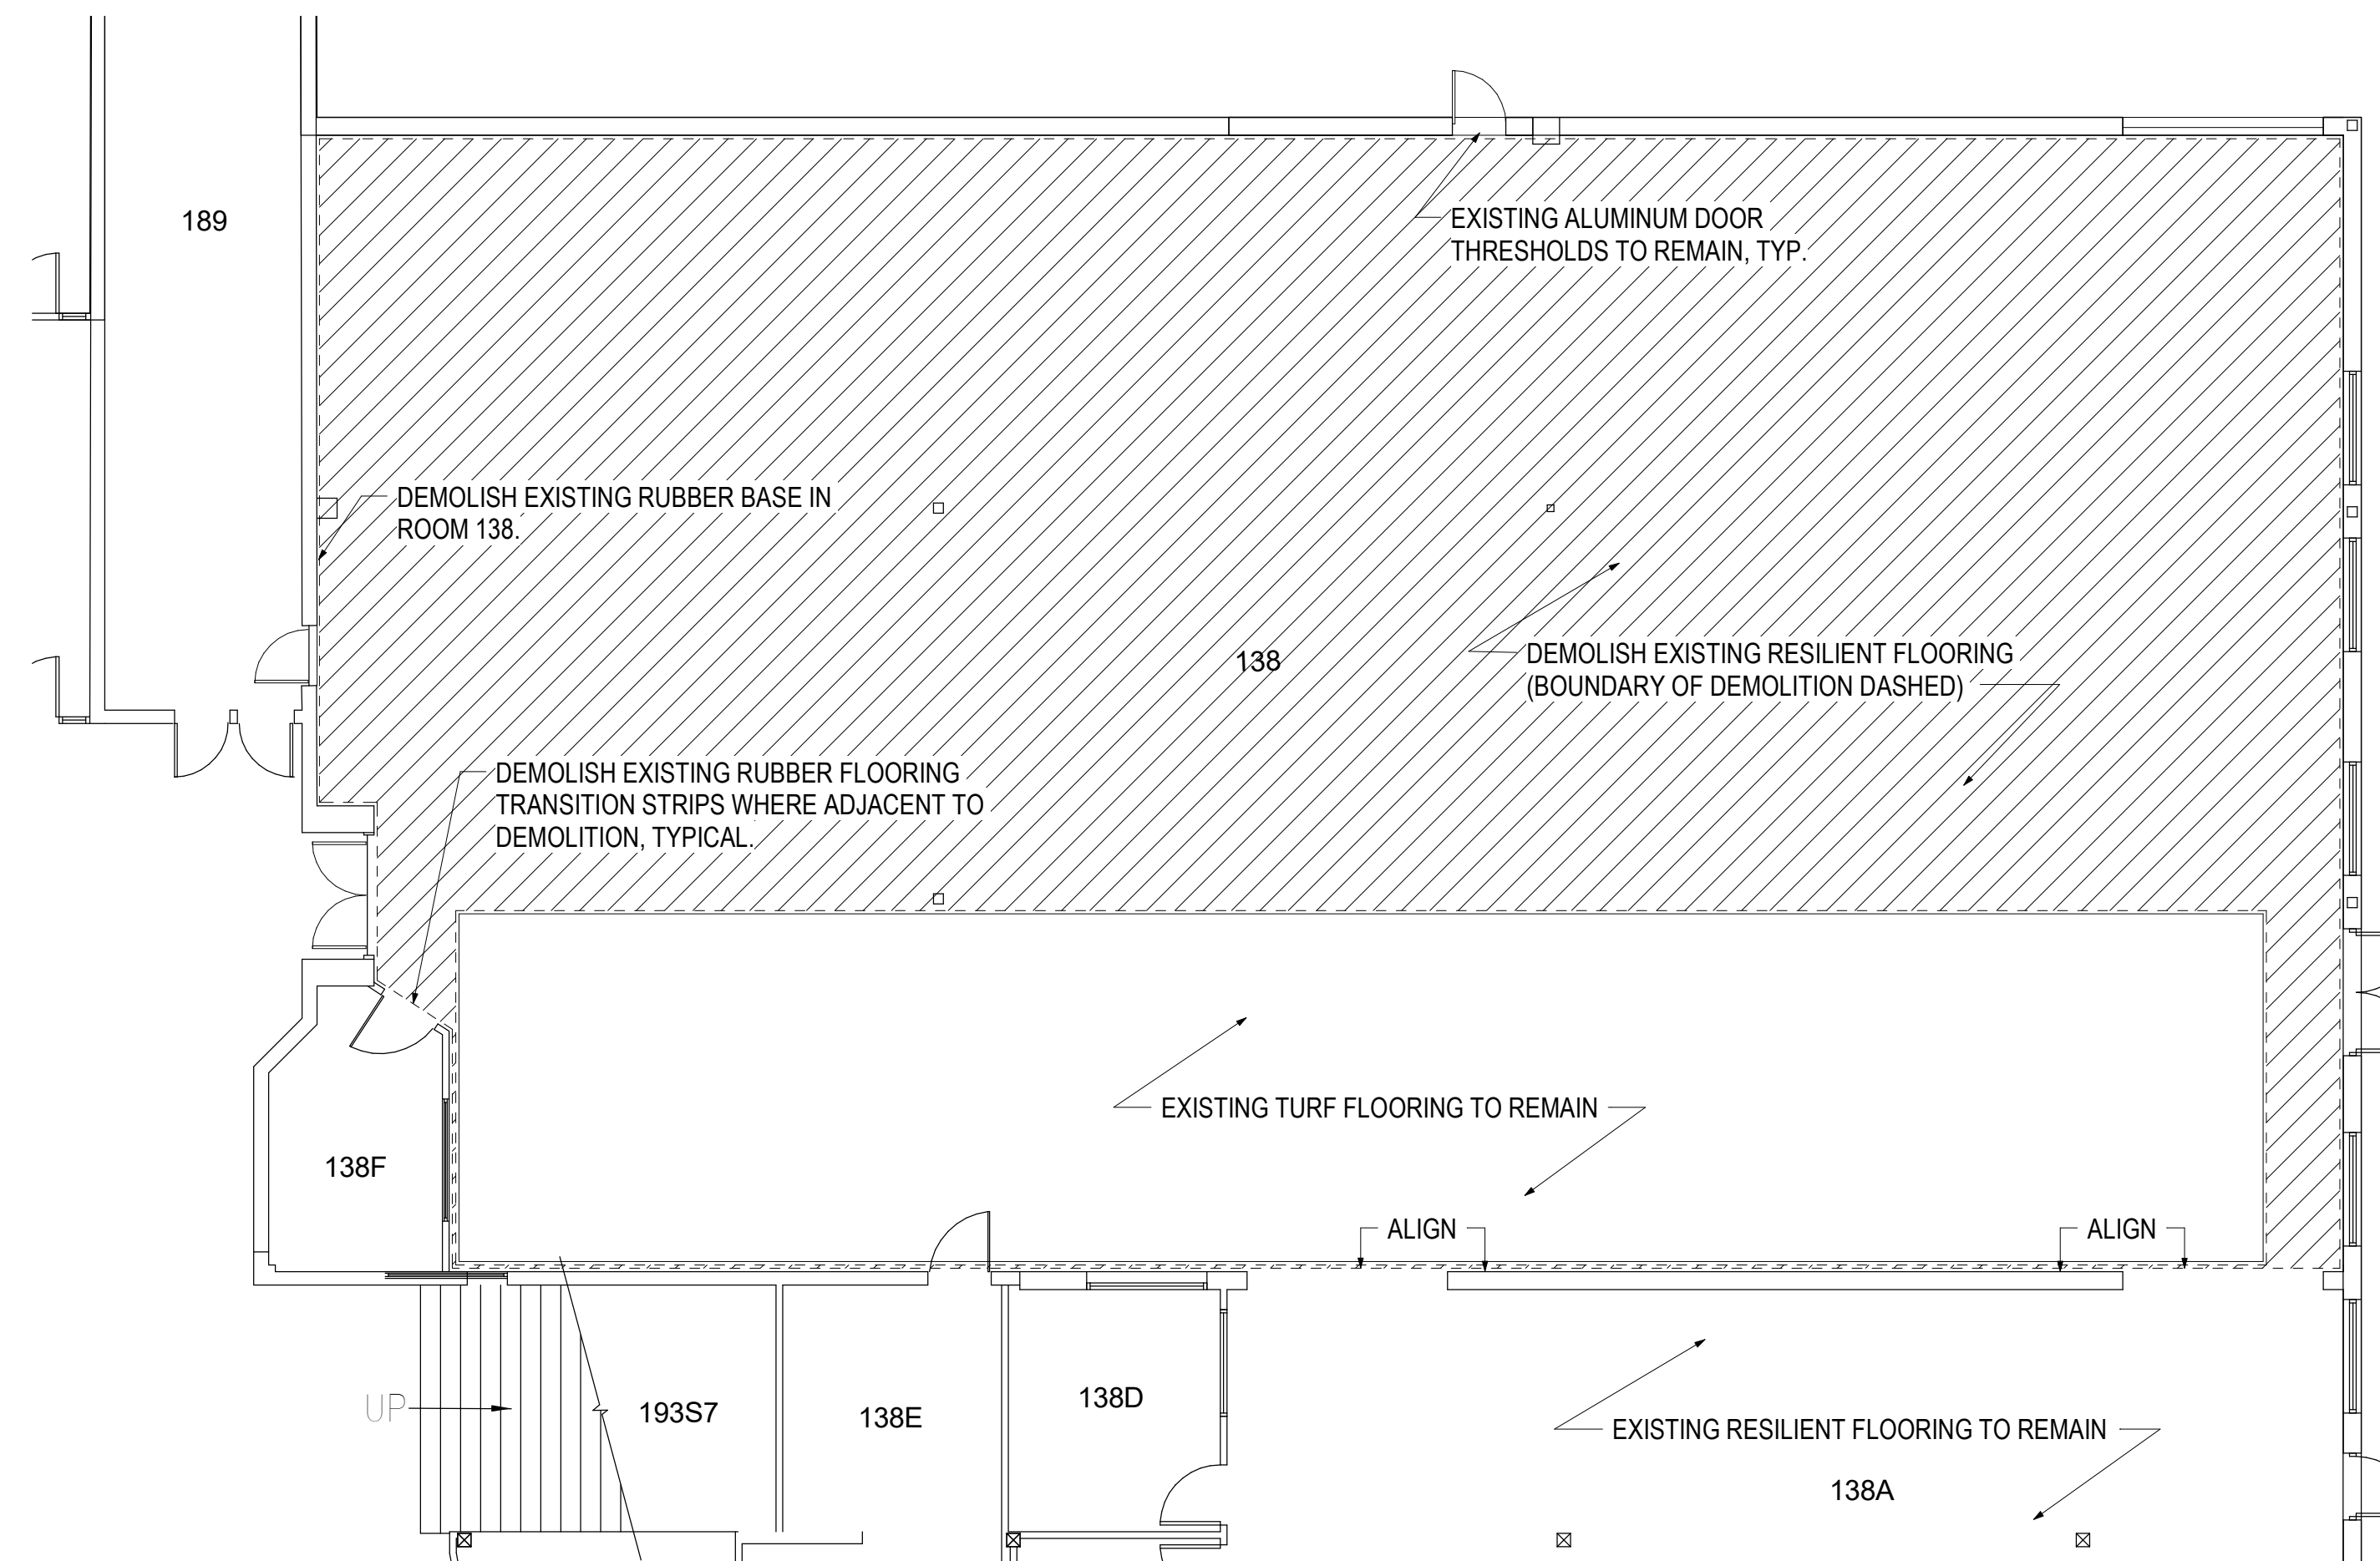 189
EXISTING ALUMINUM DOOR
THRESHOLDS TO REMAIN, TYP.
DEMOLISH EXISTING RUBBER BASE IN
ROOM 138.
138
DEMOLISH EXISTING RESILIENT FLOORING
(BOUNDARY OF DEMOLITION DASHED)
DEMOLISH EXISTING RUBBER FLOORING
TRANSITION STRIPS WHERE ADJACENT TO
DEMOLITION, TYPICAL.
EXISTING TURF FLOORING TO REMAIN
138F
ALIGN
ALIGN
UP
193S7
138E
138D
EXISTING RESILIENT FLOORING TO REMAIN
138A